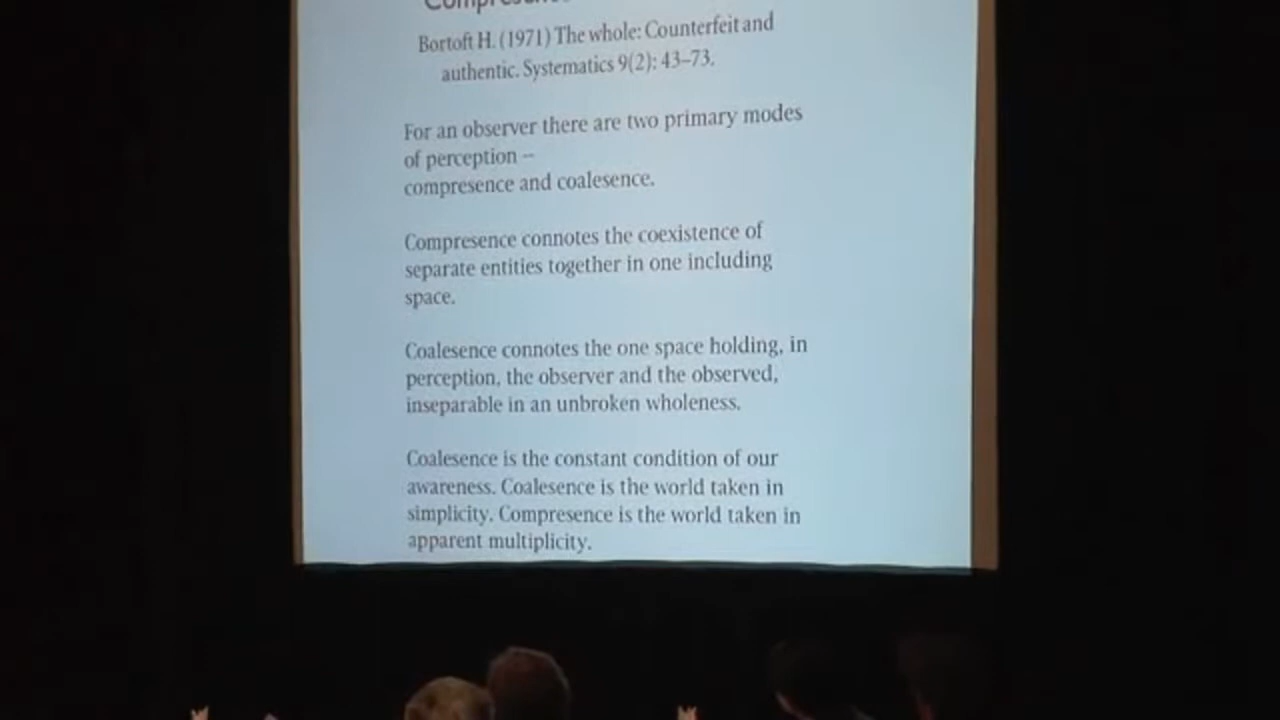 Bortoft H. (1971) The whole: Counterfeit and
authentic. Systematics 9(2): 43–73.
For an observer there are two primary modes
of perception –
compresence and coalesence.
Compresence connotes the coexistence of
separate entities together in one including
space.
Coalesence connotes the one space holding, in
perception, the observer and the observed,
inseparable in an unbroken wholeness.
Coalesence is the constant condition of our
awareness. Coalesence is the world taken in
simplicity. Compresence is the world taken in
apparent multiplicity.